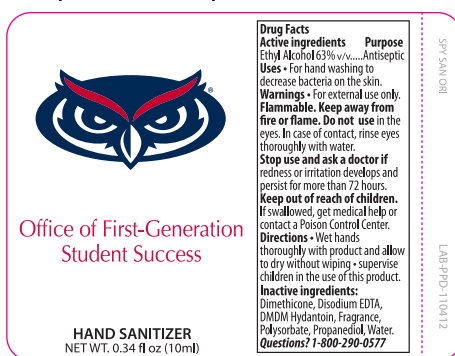 ®
Office of First-Generation
Student Success
HAND SANITIZER
NET WT. 0.34 fl oz (10ml)
Drug Facts
Active ingredients Purpose
Ethyl Alcohol 63% v/v.....Antiseptic
Uses • For hand washing to
decrease bacteria on the skin.
Warnings • For external use only.
Flammable. Keep away from
fire or flame. Do not use in the
eyes. In case of contact, rinse eyes
thoroughly with water.
Stop use and ask a doctor if
redness or irritation develops and
persist for more than 72 hours.
Keep out of reach of children.
If swallowed, get medical help or
contact a Poison Control Center.
Directions • Wet hands
thoroughly with product and allow
to dry without wiping • supervise
children in the use of this product.
Inactive ingredients:
Dimethicone, Disodium EDTA,
DMDM Hydantoin, Fragrance,
Polysorbate, Propanediol, Water.
Questions? 1-800-290-0577
SPY SAN ORI
LAB-PPD-110412